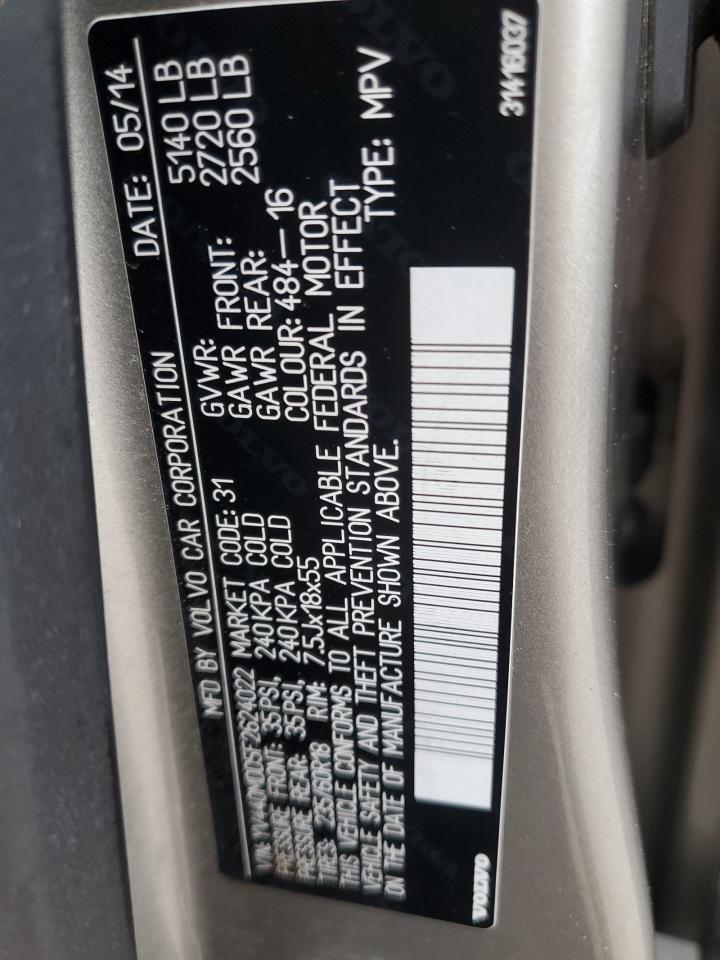 MFD BY VOLVO CAR CORPORATION DATE: 05/14
GVWR: 5140 LB
VIN: MARKET CODE: 31 GAWR FRONT: 2720 LB
PRESSURE FRONT: 35PSI, 240KPA COLD GAWR REAR: 2560 LB
PRESSURE REAR: 35PSI, 240KPA COLD COLOUR: 484-16
TIRES: 235/60R18 RIM: 7.5Jx18x55
THIS VEHICLE CONFORMS TO ALL APPLICABLE FEDERAL MOTOR
VEHICLE SAFETY AND THEFT PREVENTION STANDARDS IN EFFECT
ON THE DATE OF MANUFACTURE SHOWN ABOVE. TYPE: MPV
VOLVO 31416037